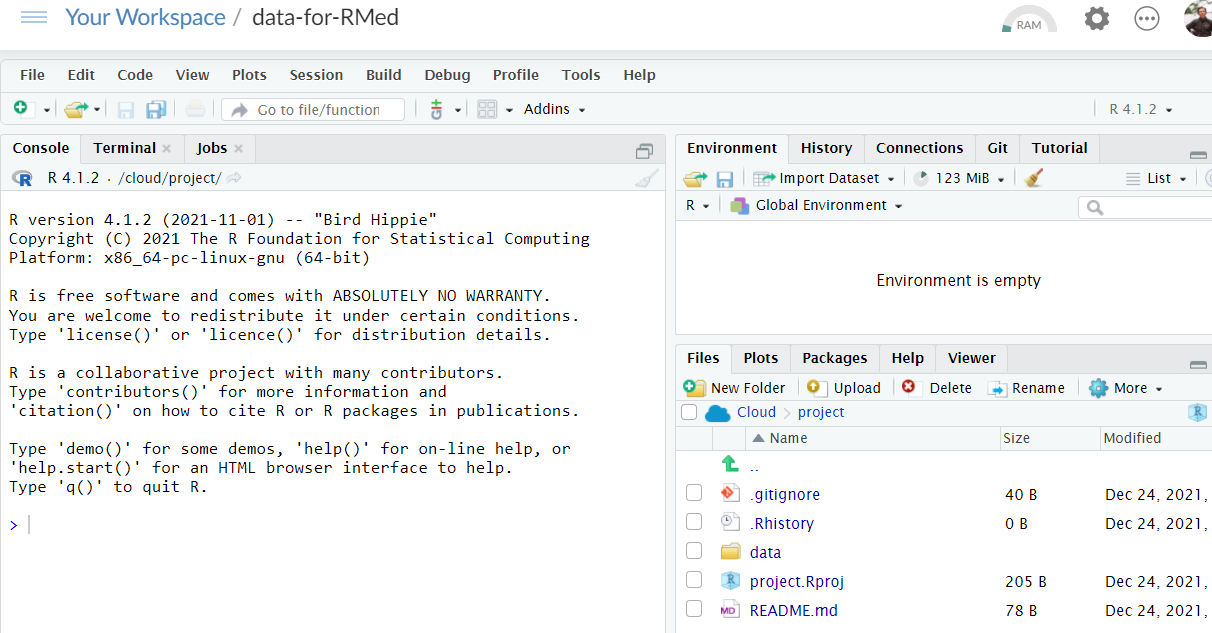 Your Workspace / data-for-RMed
RAM
File Edit Code View Plots Session Build Debug Profile Tools Help
Go to file/function
Addins
R 4.1.2
Console Terminal Jobs
R 4.1.2 · /cloud/project/
R version 4.1.2 (2021-11-01) -- "Bird Hippie"
Copyright (C) 2021 The R Foundation for Statistical Computing
Platform: x86_64-pc-linux-gnu (64-bit)
R is free software and comes with ABSOLUTELY NO WARRANTY.
You are welcome to redistribute it under certain conditions.
Type 'license()' or 'licence()' for distribution details.
R is a collaborative project with many contributors.
Type 'contributors()' for more information and
'citation()' on how to cite R or R packages in publications.
Type 'demo()' for some demos, 'help()' for on-line help, or
'help.start()' for an HTML browser interface to help.
Type 'q()' to quit R.
>
Environment History Connections Git Tutorial
Import Dataset 123 MiB List
R Global Environment
Environment is empty
Files Plots Packages Help Viewer
New Folder Upload Delete Rename More
Cloud project R
Name Size Modified
..
.gitignore 40 B Dec 24, 2021,
.Rhistory 0 B Dec 24, 2021,
data
project.Rproj 205 B Dec 24, 2021,
MD README.md 78 B Dec 24, 2021,